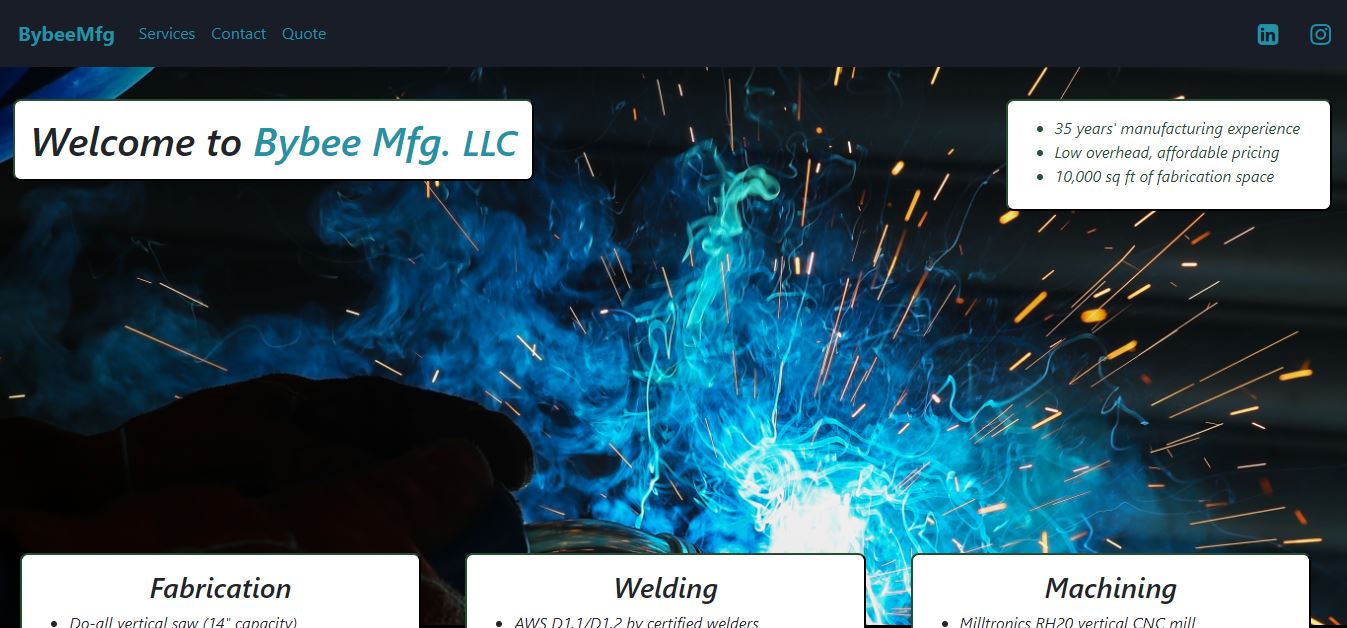 BybeeMfg Services Contact Quote
Welcome to Bybee Mfg. LLC
35 years' manufacturing experience
Low overhead, affordable pricing
10,000 sq ft of fabrication space
Fabrication
Do-all vertical saw (14" capacity)
Welding
AWS D1.1/D1.2 by certified welders
Machining
Milltronics RH20 vertical CNC mill